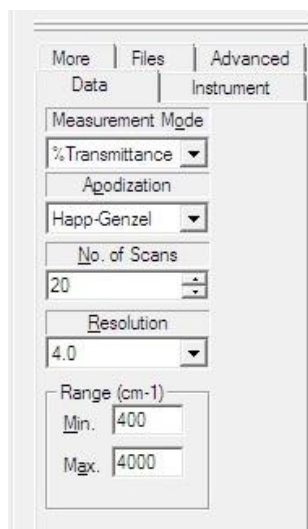 More Files Advanced
Data Instrument
Measurement Mode
%Transmittance
Apodization
Happ-Genzel
No. of Scans
20
Resolution
4.0
Range (cm-1)
Min. 400
Max. 4000